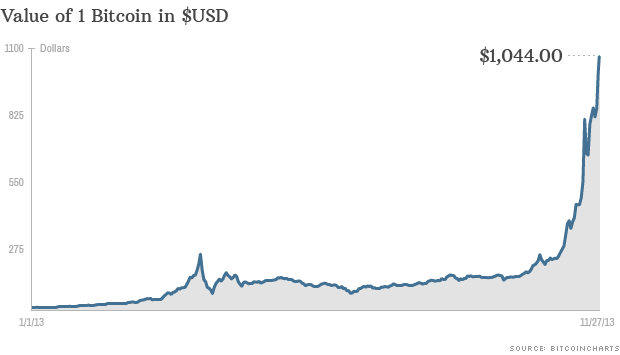 Value of 1 Bitcoin in $USD
1100 Dollars
$1,044.00
825
550
275
1/1/13 11/27/13
SOURCE: BITCOINCHARTS